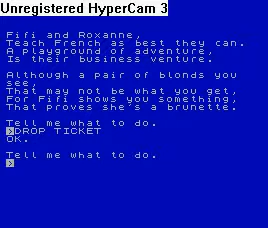 Unregistered HyperCam 3
Fifi and Roxanne,
Teach French as best they can.
A playground of adventure,
Is their business venture.
Although a pair of blonds you
see,
That may not be what you get,
For Fifi shows you something,
That proves she's a brunette.
Tell me what to do.
>DROP TICKET
OK.
Tell me what to do.
>